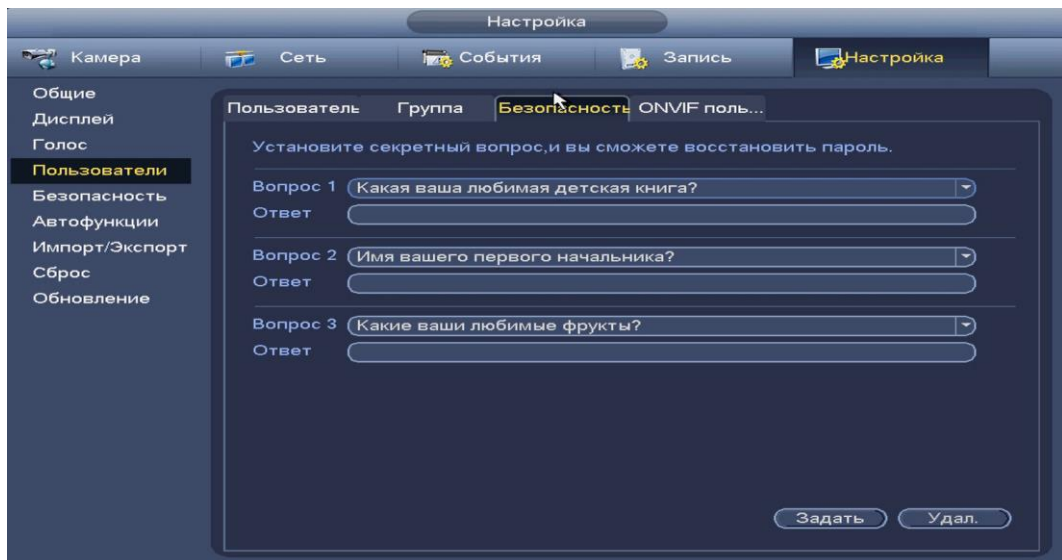 Настройка
Камера
Сеть
События
Запись
Настройка
Общие
Дисплей
Голос
Пользователи
Безопасность
Автофункции
Импорт/Экспорт
Сброс
Обновление
Пользователь
Группа
Безопасность
ONVIF поль...
Установите секретный вопрос,и вы сможете восстановить пароль.
Вопрос 1 Какая ваша любимая детская книга?
Ответ
Вопрос 2 Имя вашего первого начальника?
Ответ
Вопрос 3 Какие ваши любимые фрукты?
Ответ
Задать
Удал.